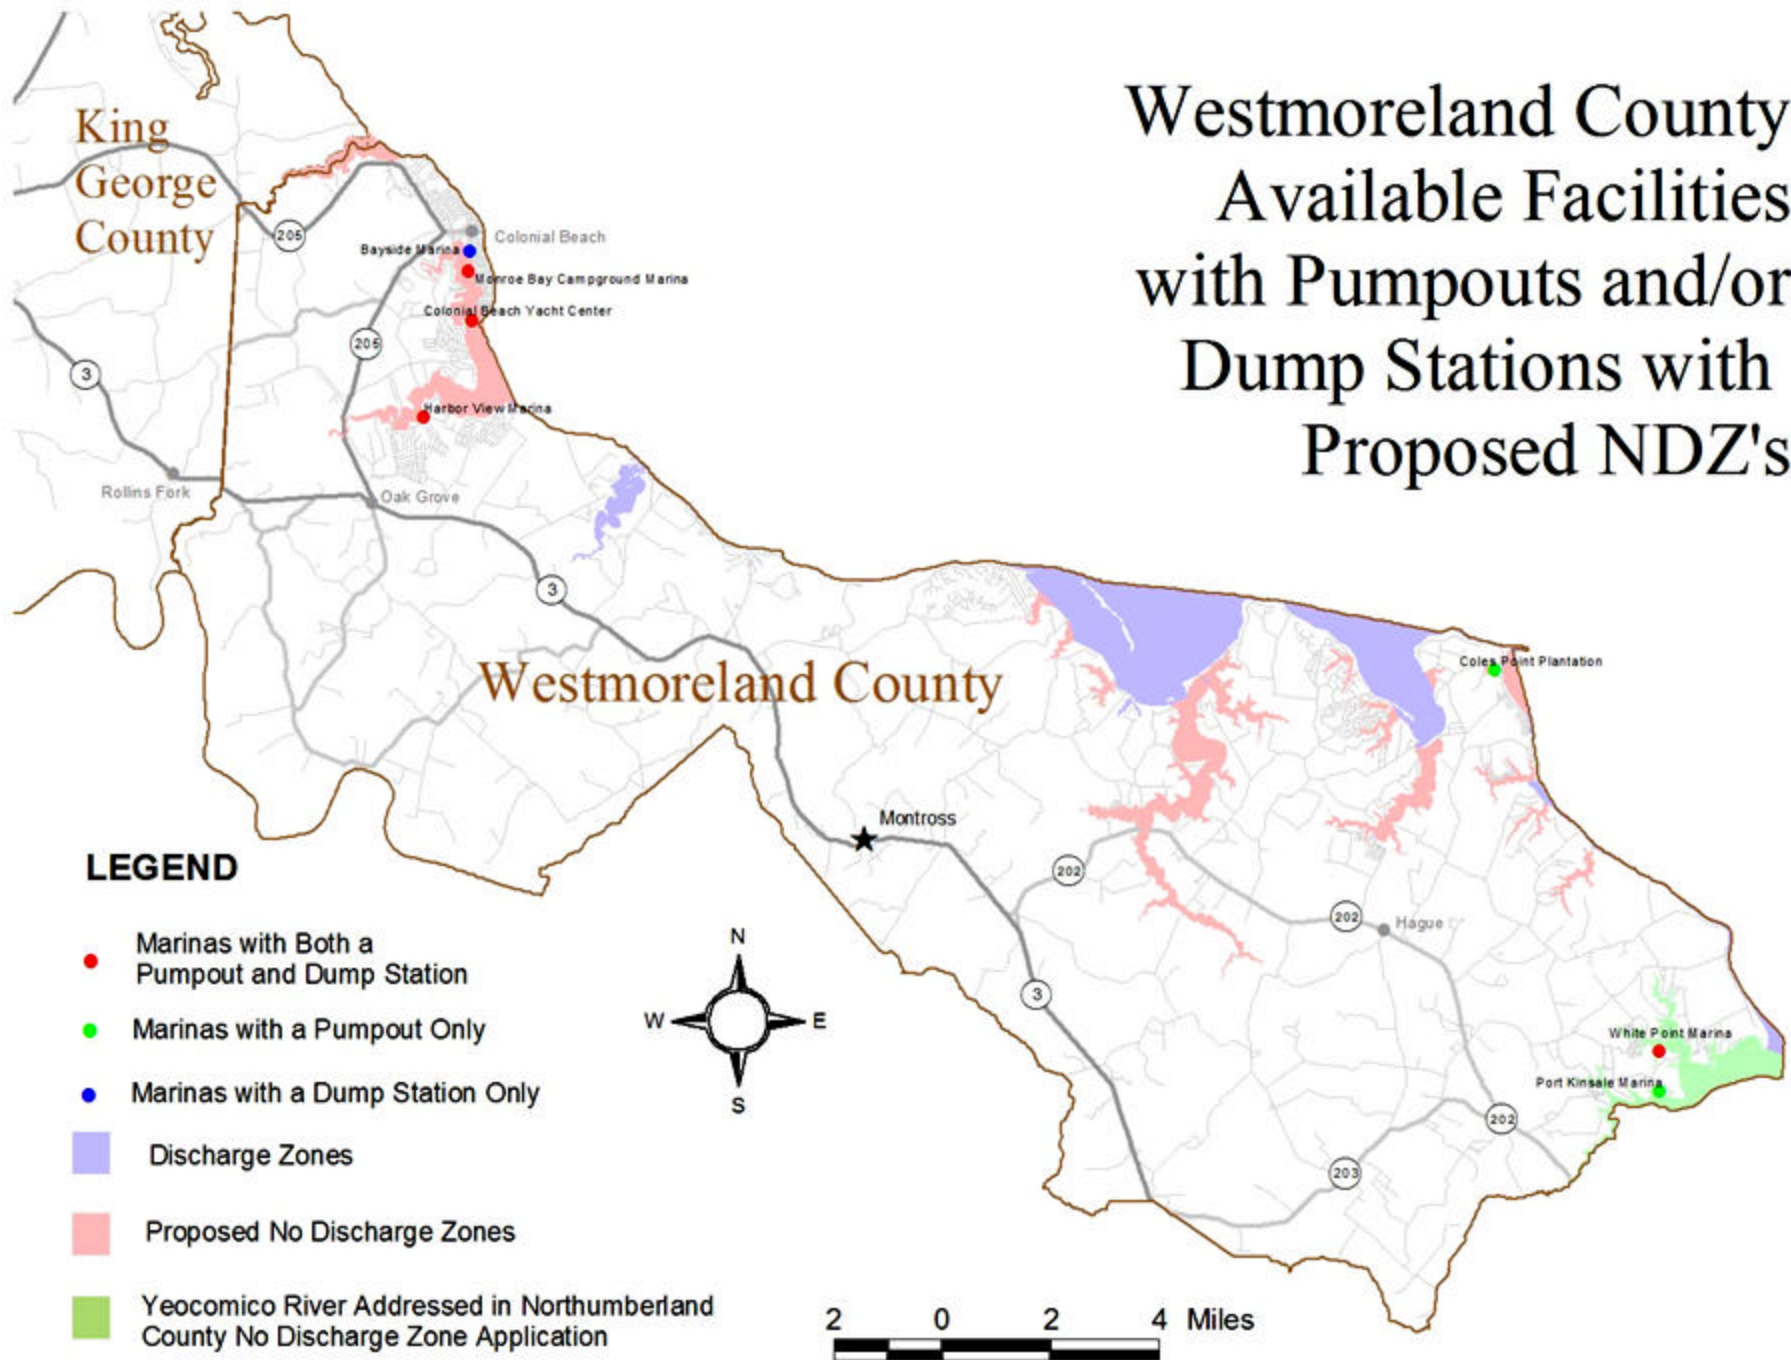 Westmoreland County
Available Facilities
with Pumpouts and/or
Dump Stations with
Proposed NDZ's
King
George
County
205
Colonial Beach
Bayside Marina
Monroe Bay Campground Marina
Colonial Beach Yacht Center
205
3
Harbor View Marina
Rollins Fork
Oak Grove
3
Westmoreland County
Coles Point Plantation
Montross
202
202
Hague
3
White Point Marina
Port Kinsale Marina
202
203
LEGEND
Marinas with Both a
Pumpout and Dump Station
Marinas with a Pumpout Only
Marinas with a Dump Station Only
Discharge Zones
Proposed No Discharge Zones
Yeocomico River Addressed in Northumberland
County No Discharge Zone Application
N
W
E
S
2 0 2 4 Miles